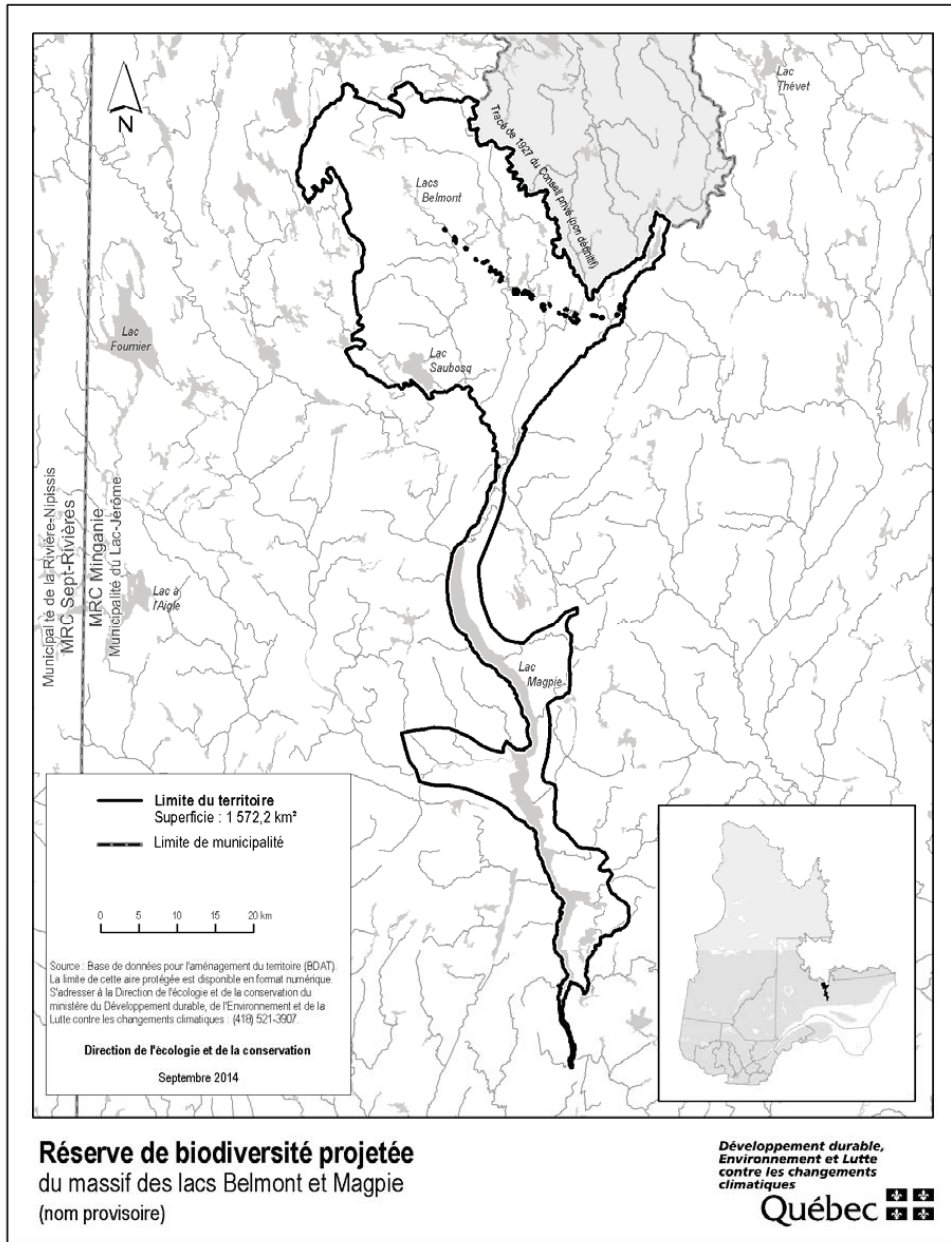 N
Lac
Thévet
Tracé de 1927 du Conseil privé (non définitif)
Lacs
Belmont
Lac
Fournier
Lac
Saubosq
Municipalité de la Rivière-Nipissis
MRC Sept-Rivières
MRC Minganie
Municipalité du Lac-Jérôme
Lac à
l'Aigle
Lac
Magpie
Limite du territoire
Superficie : 1 572,2 km²
Limite de municipalité
0 5 10 15 20 km
Source : Base de données pour l'aménagement du territoire (BDAT).
La limite de cette aire protégée est disponible en format numérique.
S'adresser à la Direction de l'écologie et de la conservation du
ministère du Développement durable, de l'Environnement et de la
Lutte contre les changements climatiques : (418) 521-3907.
Direction de l'écologie et de la conservation
Septembre 2014
Réserve de biodiversité projetée
du massif des lacs Belmont et Magpie
(nom provisoire)
Développement durable,
Environnement et Lutte
contre les changements
climatiques
Québec